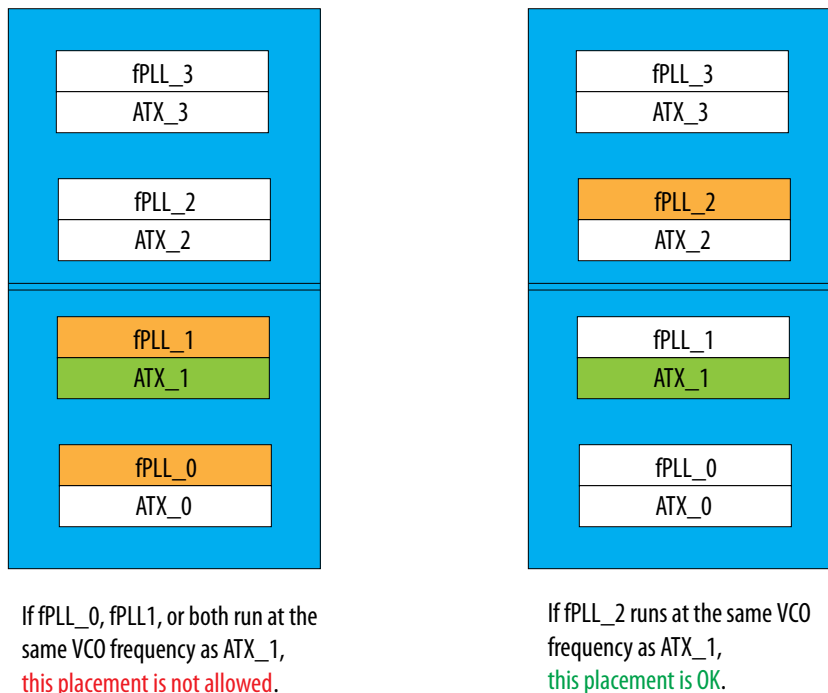 fPLL_3
ATX_3
fPLL_2
ATX_2
fPLL_1
ATX_1
fPLL_0
ATX_0
If fPLL_0, fPLL1, or both run at the
same VCO frequency as ATX_1,
this placement is not allowed.
fPLL_3
ATX_3
fPLL_2
ATX_2
fPLL_1
ATX_1
fPLL_0
ATX_0
If fPLL_2 runs at the same VCO
frequency as ATX_1,
this placement is OK.